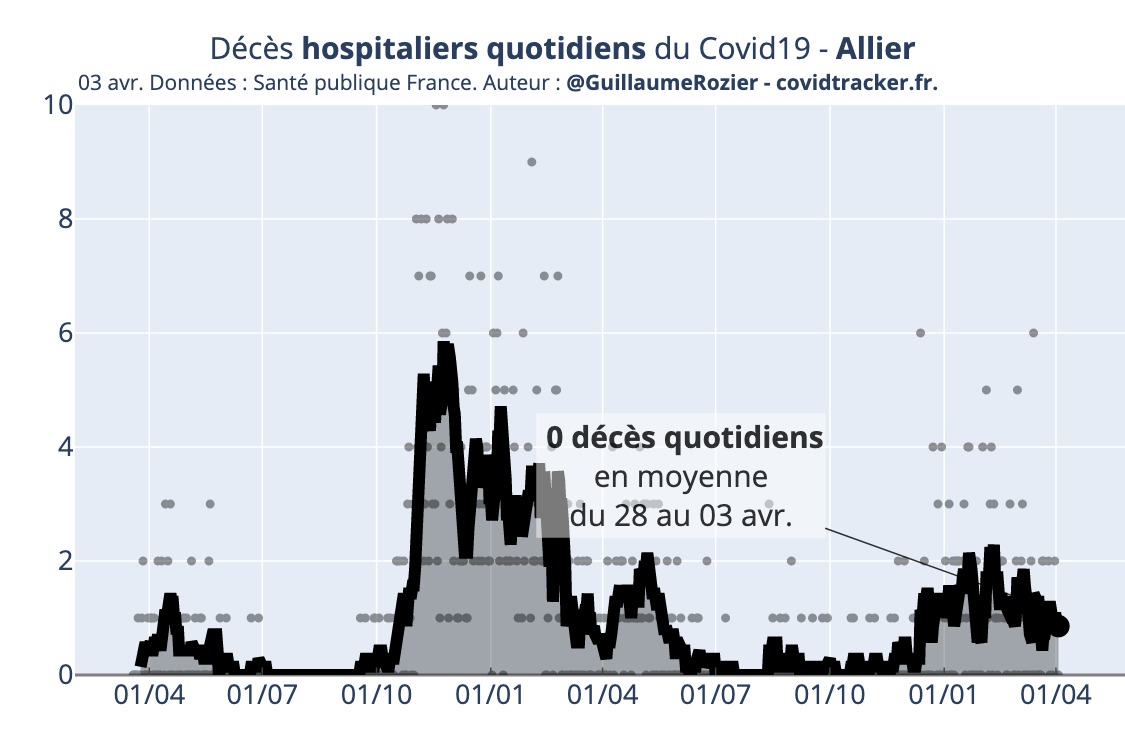 Décès hospitaliers quotidiens du Covid19 - Allier
03 avr. Données : Santé publique France. Auteur : @GuillaumeRozier - covidtracker.fr.
10
8
6
4
2
0
0 décès quotidiens
en moyenne
du 28 au 03 avr.
01/04 01/07 01/10 01/01 01/04 01/07 01/10 01/01 01/04